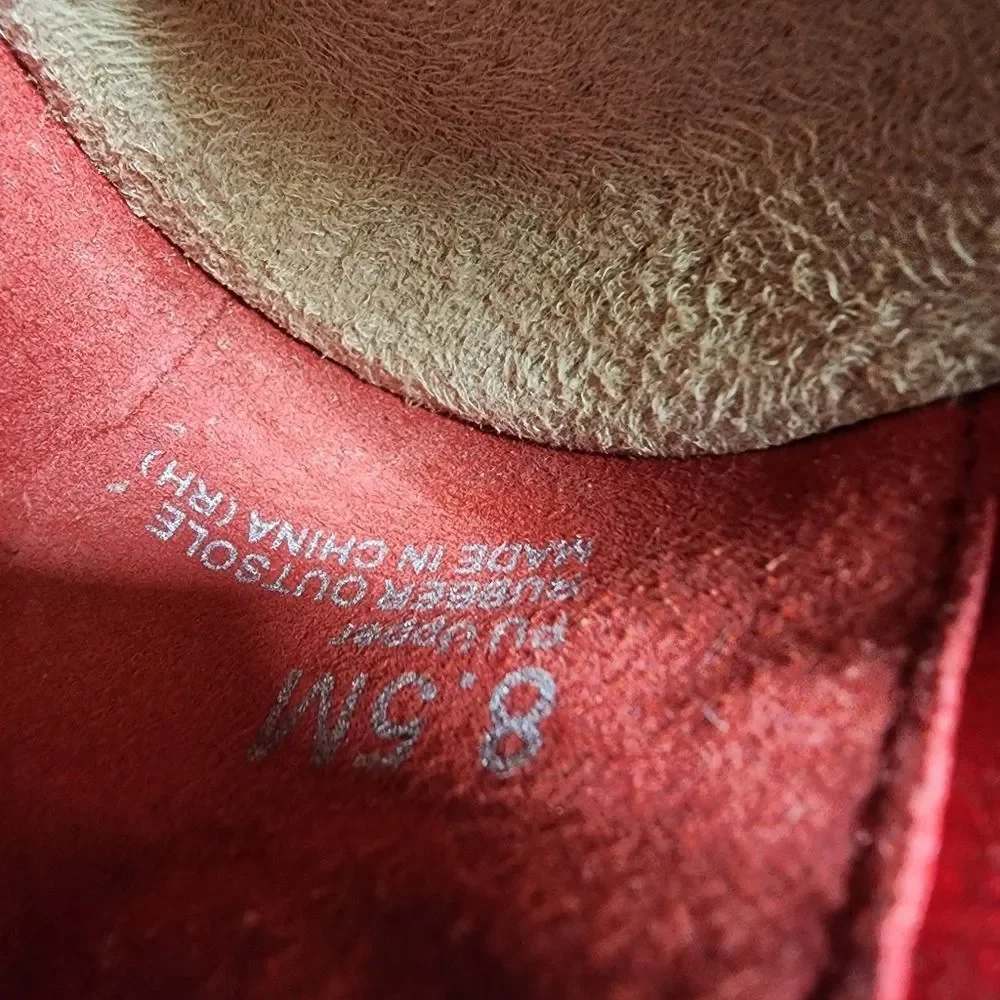 8.5M
PU Upper
RUBBER OUTSOLE
MADE IN CHINA (RH)